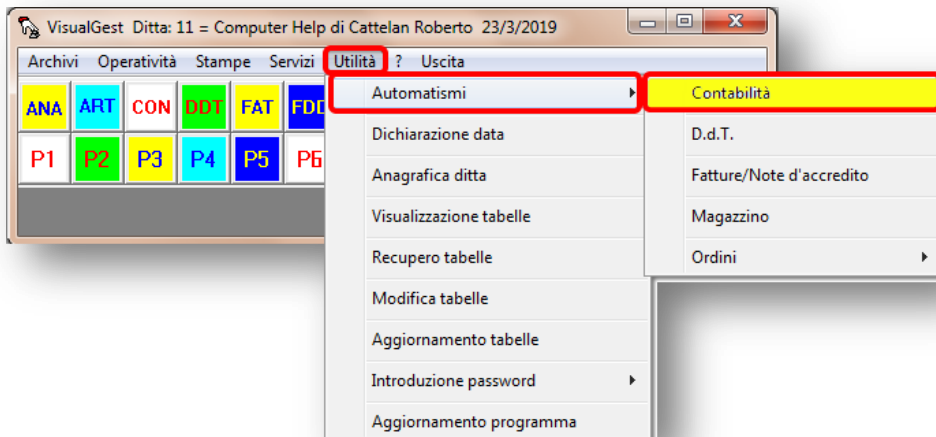 VisualGest Ditta: 11 = Computer Help di Cattelan Roberto 23/3/2019
Archivi Operatività Stampe Servizi Utilità ? Uscita
ANA ART CON DDT FAT FDD
P1 P2 P3 P4 P5 P6
Automatismi
Dichiarazione data
Anagrafica ditta
Visualizzazione tabelle
Recupero tabelle
Modifica tabelle
Aggiornamento tabelle
Introduzione password
Aggiornamento programma
Contabilità
D.d.T.
Fatture/Note d'accredito
Magazzino
Ordini